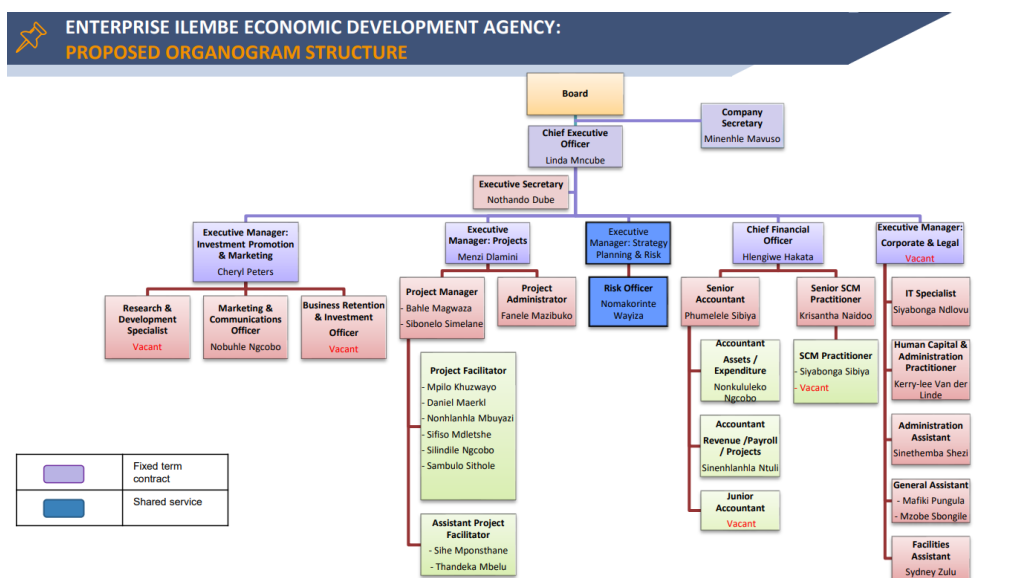 ENTERPRISE ILEMBE ECONOMIC DEVELOPMENT AGENCY:
PROPOSED ORGANOGRAM STRUCTURE
Board
Company
Secretary
Minenhle Mavuso
Chief Executive
Officer
Linda Mncube
Executive Secretary
Nothando Dube
Executive Manager:
Investment Promotion
& Marketing
Cheryl Peters
Executive
Manager: Projects
Menzi Dlamini
Executive
Manager: Strategy
Planning & Risk
Chief Financial
Officer
Hlengiwe Hakata
Executive Manager:
Corporate & Legal
Vacant
Research &
Development
Specialist
Vacant
Marketing &
Communications
Officer
Nobuhle Ngcobo
Business Retention
& Investment
Officer
Vacant
Project Manager
- Bahle Magwaza
- Sibonelo Simelane
Project
Administrator
Fanele Mazibuko
Risk Officer
Nomakorinte
Wayiza
Senior
Accountant
Phumelele Sibiya
Senior SCM
Practitioner
Krisantha Naidoo
IT Specialist
Siyabonga Ndlovu
Project Facilitator
- Mpilo Khuzwayo
- Daniel Maerkl
- Nonhlanhla Mbuyazi
- Sifiso Mdletshe
- Silindile Ngcobo
- Sambulo Sithole
Accountant
Assets /
Expenditure
Nonkululeko
Ngcobo
SCM Practitioner
- Siyabonga Sibiya
- Vacant
Human Capital &
Administration
Practitioner
Kerry-lee Van der
Linde
Accountant
Revenue /Payroll
/ Projects
Sinenhlanhla Ntuli
Administration
Assistant
Sinethemba Shezi
Junior
Accountant
Vacant
General Assistant
- Mafiki Pungula
- Mzobe Sbongile
Assistant Project
Facilitator
- Sihe Mponsthane
- Thandeka Mbelu
Facilities
Assistant
Sydney Zulu
Fixed term
contract
Shared service